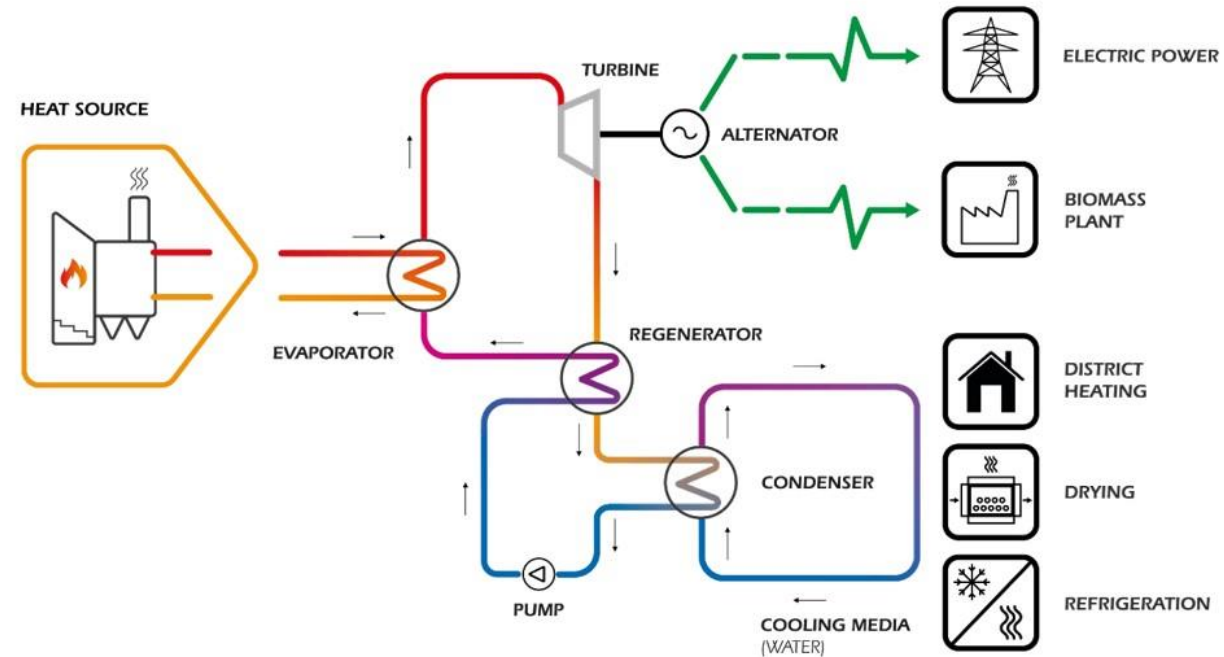 HEAT SOURCE
TURBINE
ALTERNATOR
EVAPORATOR
REGENERATOR
CONDENSER
PUMP
COOLING MEDIA
(WATER)
ELECTRIC POWER
BIOMASS
PLANT
DISTRICT
HEATING
DRYING
REFRIGERATION